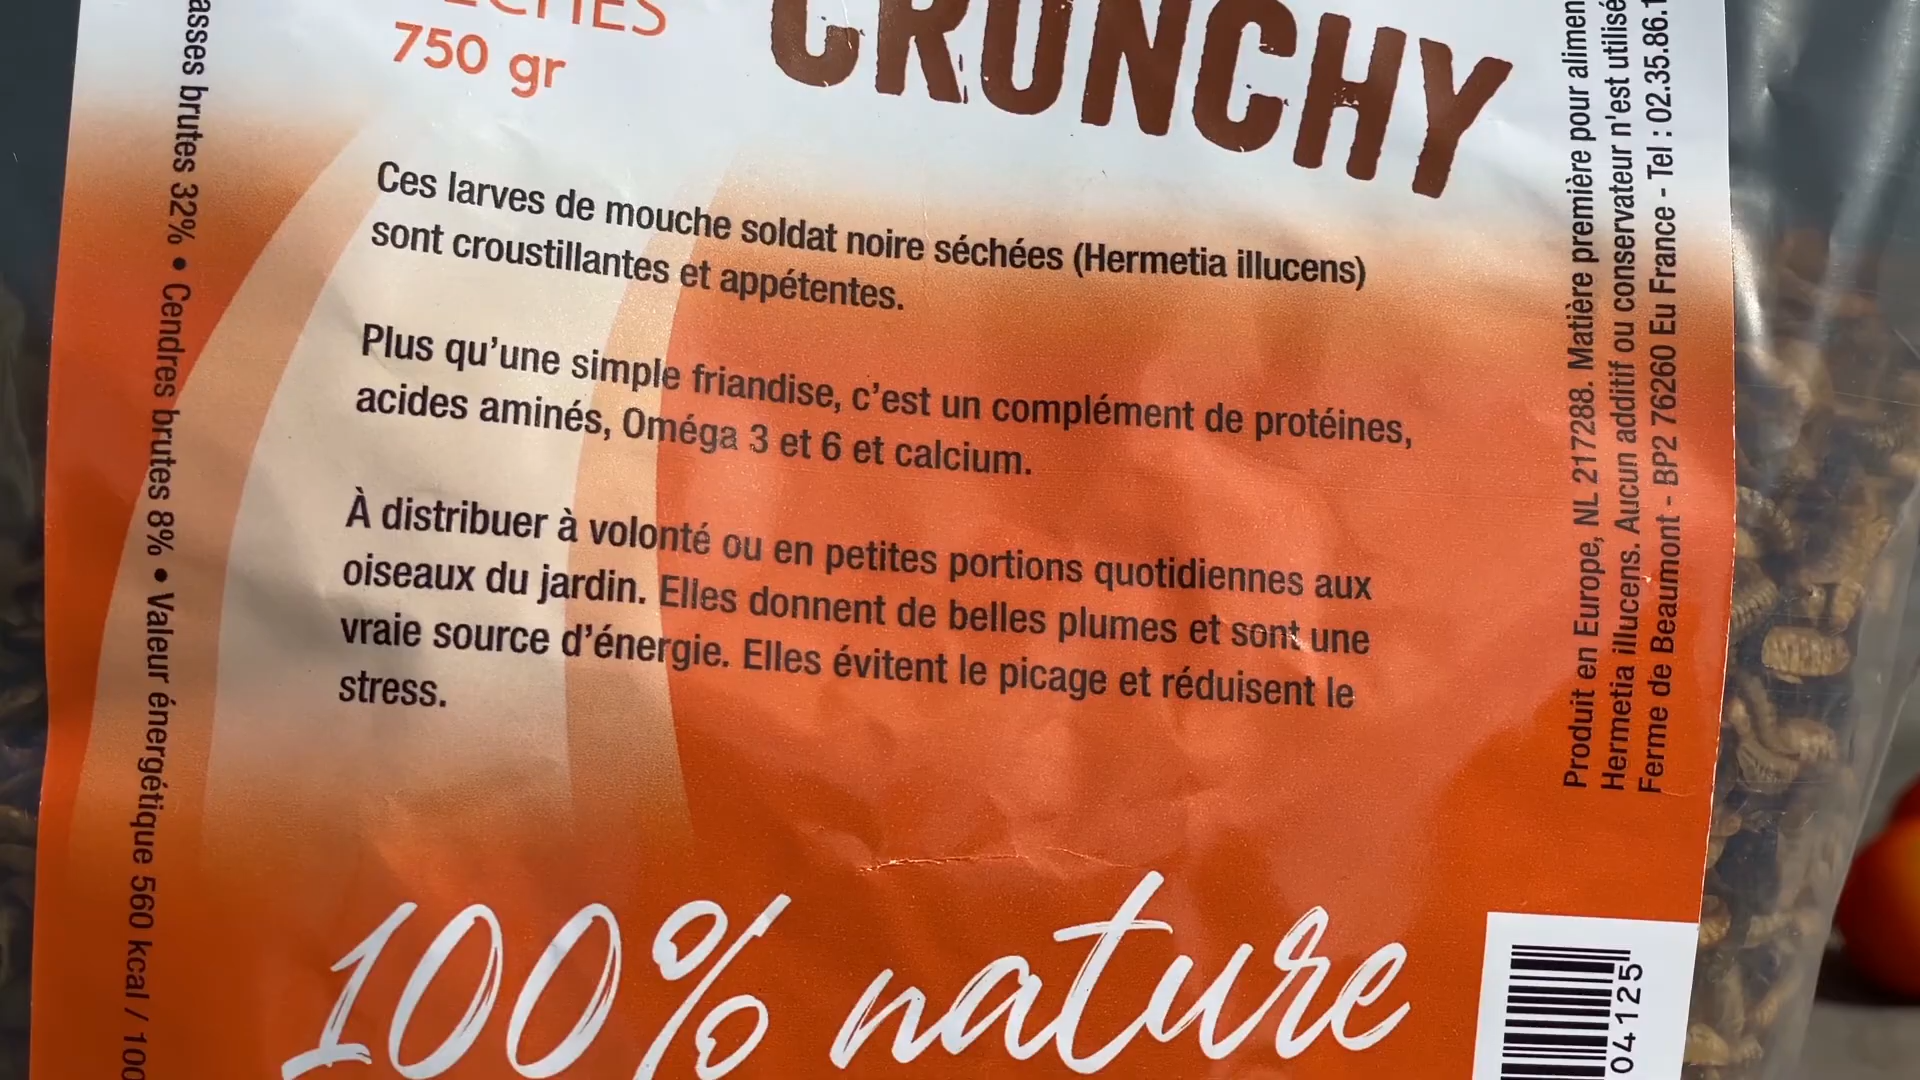 750 gr
CRUNCHY
Ces larves de mouche soldat noire séchées (Hermetia illucens)
sont croustillantes et appétentes.
Plus qu’une simple friandise, c’est un complément de protéines,
acides aminés, Oméga 3 et 6 et calcium.
À distribuer à volonté ou en petites portions quotidiennes aux
oiseaux du jardin. Elles donnent de belles plumes et sont une
vraie source d’énergie. Elles évitent le picage et réduisent le
stress.
100% nature
brutes 32% • Cendres brutes 8% • Valeur énergétique 560 kcal / 100
Produit en Europe, NL 217288. Matière première pour
Hermetia illucens. Aucun additif ou conservateur n'est utilisé
Ferme de Beaumont - BP2 76260 Eu France - Tel : 02.35.86.
04125